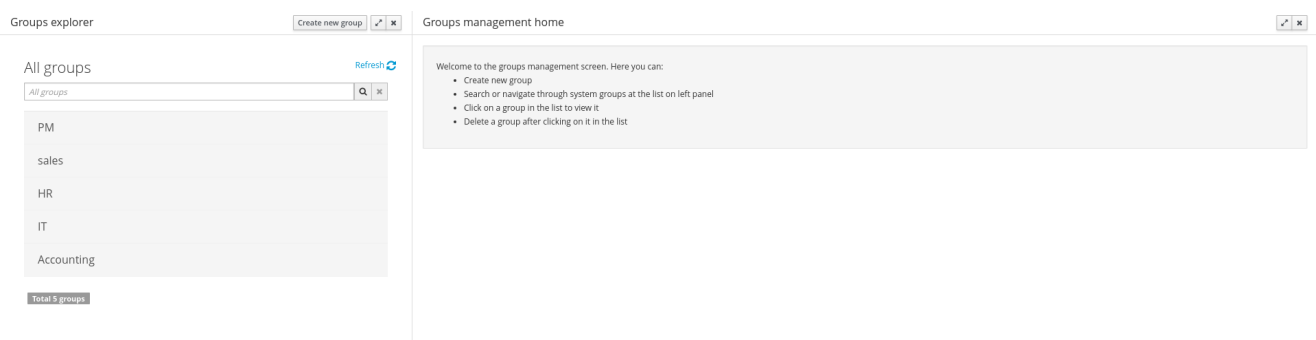 Groups explorer
Create new group
All groups
Refresh
All groups
PM
sales
HR
IT
Accounting
Total 5 groups
Groups management home
Welcome to the groups management screen. Here you can:
• Create new group
• Search or navigate through system groups at the list on left panel
• Click on a group in the list to view it
• Delete a group after clicking on it in the list